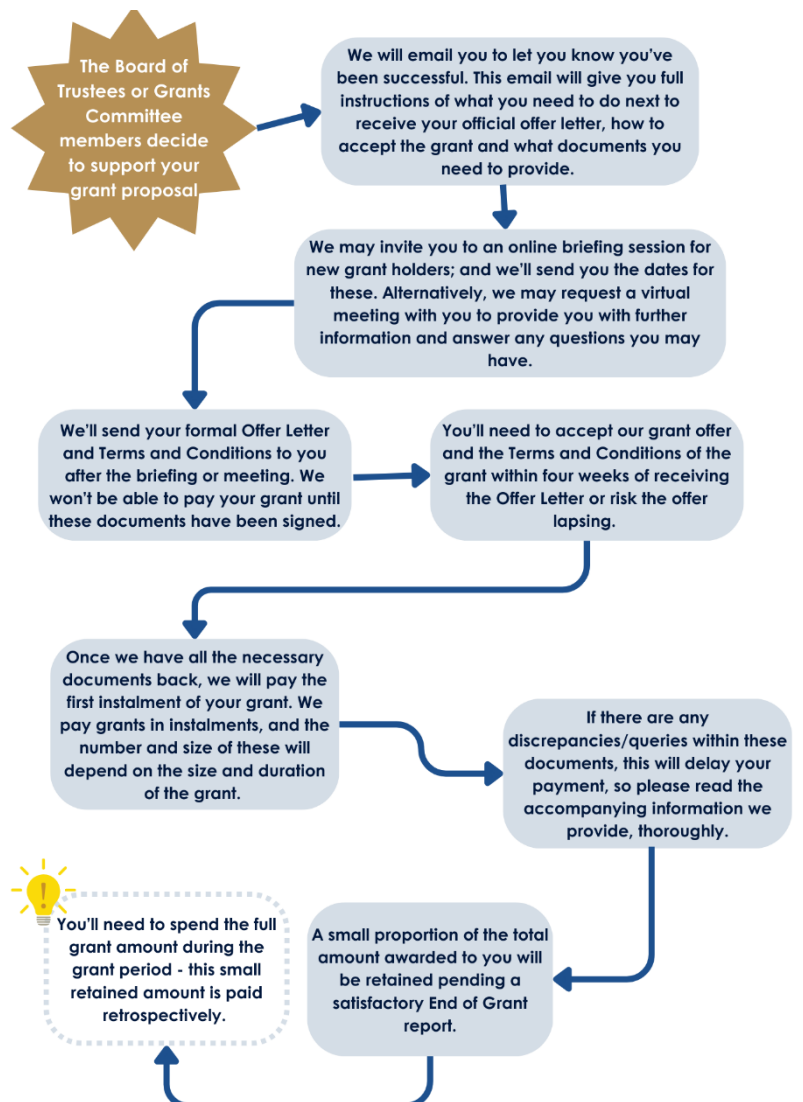 The Board of
Trustees or Grants
Committee
members decide
to support your
grant proposal
We will email you to let you know you've
been successful. This email will give you full
instructions of what you need to do next to
receive your official offer letter, how to
accept the grant and what documents you
need to provide.
We may invite you to an online briefing session for
new grant holders; and we'll send you the dates for
these. Alternatively, we may request a virtual
meeting with you to provide you with further
information and answer any questions you may
have.
We'll send your formal Offer Letter
and Terms and Conditions to you
after the briefing or meeting. We
won't be able to pay your grant until
these documents have been signed.
You'll need to accept our grant offer
and the Terms and Conditions of the
grant within four weeks of receiving
the Offer Letter or risk the offer
lapsing.
Once we have all the necessary
documents back, we will pay the
first instalment of your grant. We
pay grants in instalments, and the
number and size of these will
depend on the size and duration
of the grant.
If there are any
discrepancies/queries within these
documents, this will delay your
payment, so please read the
accompanying information we
provide, thoroughly.
A small proportion of the total
amount awarded to you will
be retained pending a
satisfactory End of Grant
report.
You'll need to spend the full
grant amount during the
grant period - this small
retained amount is paid
retrospectively.